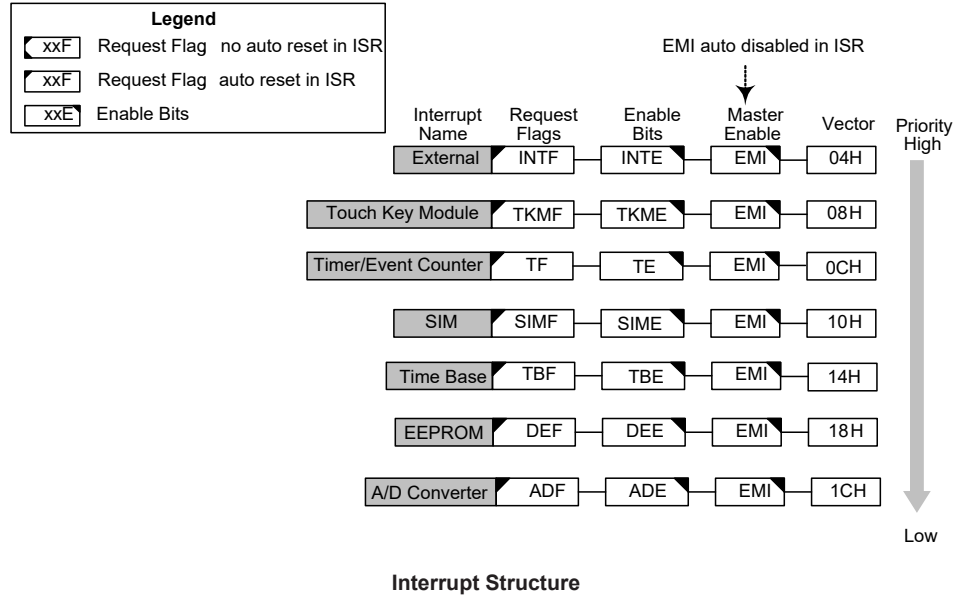 Legend
xxF Request Flag no auto reset in ISR
xxF Request Flag auto reset in ISR
xxE Enable Bits
EMI auto disabled in ISR
Interrupt Name Request Flags Enable Bits Master Enable Vector Priority High
External INTF INTE EMI 04H
Touch Key Module TKMF TKME EMI 08H
Timer/Event Counter TF TE EMI 0CH
SIM SIMF SIME EMI 10H
Time Base TBF TBE EMI 14H
EEPROM DEF DEE EMI 18H
A/D Converter ADF ADE EMI 1CH
Low
Interrupt Structure